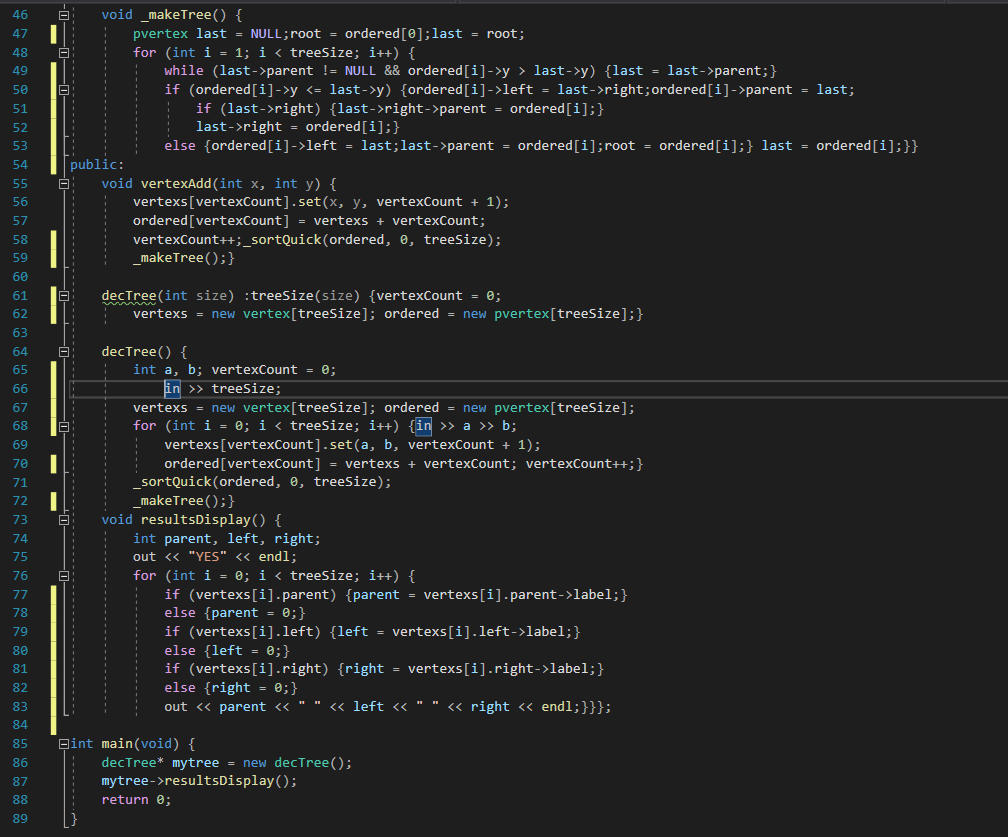 46 void _makeTree() {
47 pvertex last = NULL;root = ordered[0];last = root;
48 for (int i = 1; i < treeSize; i++) {
49 while (last->parent != NULL && ordered[i]->y > last->y) {last = last->parent;}
50 if (ordered[i]->y <= last->y) {ordered[i]->left = last->right;ordered[i]->parent = last;
51 if (last->right) {last->right->parent = ordered[i];}
52 last->right = ordered[i];}
53 else {ordered[i]->left = last;last->parent = ordered[i];root = ordered[i];} last = ordered[i];}}
54 public:
55 void vertexAdd(int x, int y) {
56 vertexs[vertexCount].set(x, y, vertexCount + 1);
57 ordered[vertexCount] = vertexs + vertexCount;
58 vertexCount++;_sortQuick(ordered, 0, treeSize);
59 _makeTree();}
60
61 decTree(int size) :treeSize(size) {vertexCount = 0;
62 vertexs = new vertex[treeSize]; ordered = new pvertex[treeSize];}
63
64 decTree() {
65 int a, b; vertexCount = 0;
66 in >> treeSize;
67 vertexs = new vertex[treeSize]; ordered = new pvertex[treeSize];
68 for (int i = 0; i < treeSize; i++) {in >> a >> b;
69 vertexs[vertexCount].set(a, b, vertexCount + 1);
70 ordered[vertexCount] = vertexs + vertexCount; vertexCount++;}
71 _sortQuick(ordered, 0, treeSize);
72 _makeTree();}
73 void resultsDisplay() {
74 int parent, left, right;
75 out << "YES" << endl;
76 for (int i = 0; i < treeSize; i++) {
77 if (vertexs[i].parent) {parent = vertexs[i].parent->label;}
78 else {parent = 0;}
79 if (vertexs[i].left) {left = vertexs[i].left->label;}
80 else {left = 0;}
81 if (vertexs[i].right) {right = vertexs[i].right->label;}
82 else {right = 0;}
83 out << parent << " " << left << " " << right << endl;}}};
84
85 int main(void) {
86 decTree* mytree = new decTree();
87 mytree->resultsDisplay();
88 return 0;
89 }